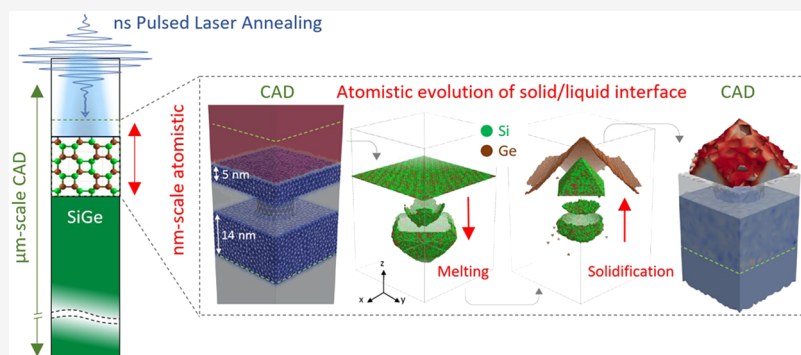 ns Pulsed Laser Annealing
μm-scale CAD
SiGe
nm-scale atomistic
CAD
Atomistic evolution of solid/liquid interface
CAD
Si
Ge
5 nm
14 nm
Melting
Solidification
z
x
y